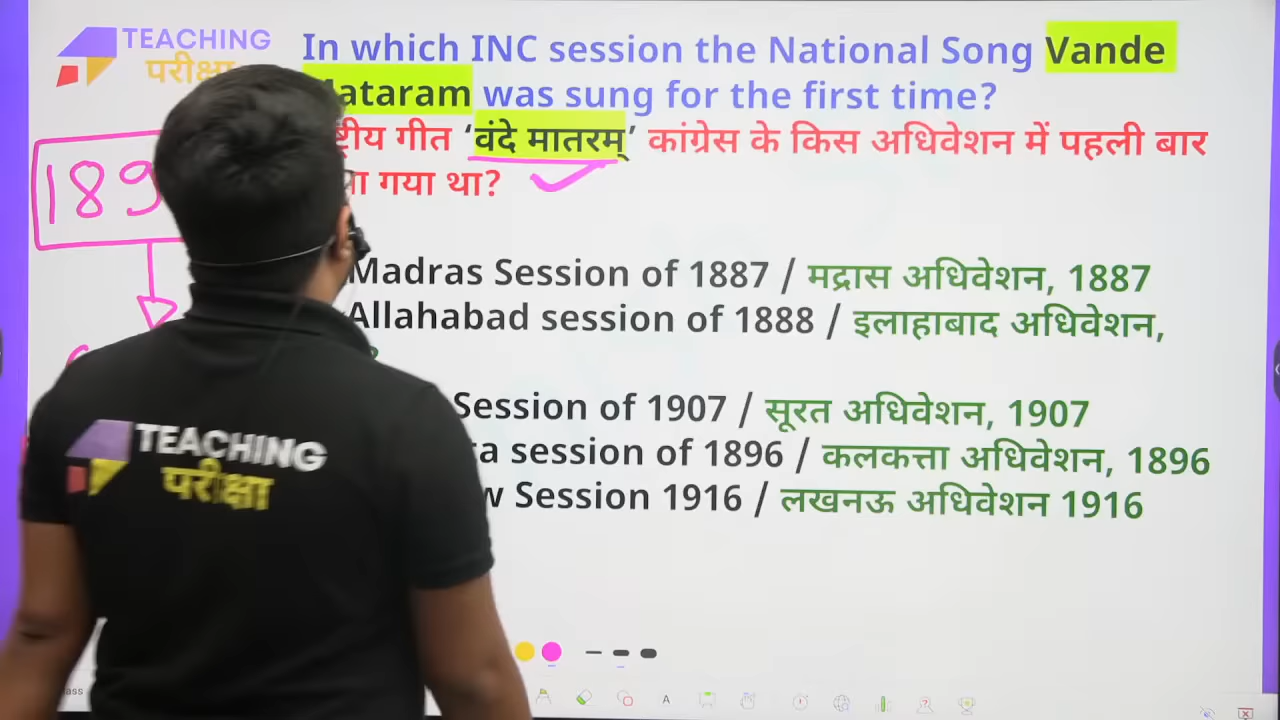 TEACHING
परीक्षा
In which INC session the National Song Vande
was sung for the first time?
गीत ‘वंदे मातरम्’ कांग्रेस के किस अधिवेशन में पहली बार
गया था?
189
Madras Session of 1887 / मद्रास अधिवेशन, 1887
Allahabad session of 1888 / इलाहाबाद अधिवेशन,
Session of 1907 / सूरत अधिवेशन, 1907
session of 1896 / कलकत्ता अधिवेशन, 1896
Session 1916 / लखनऊ अधिवेशन 1916
TEACHING
परीक्षा